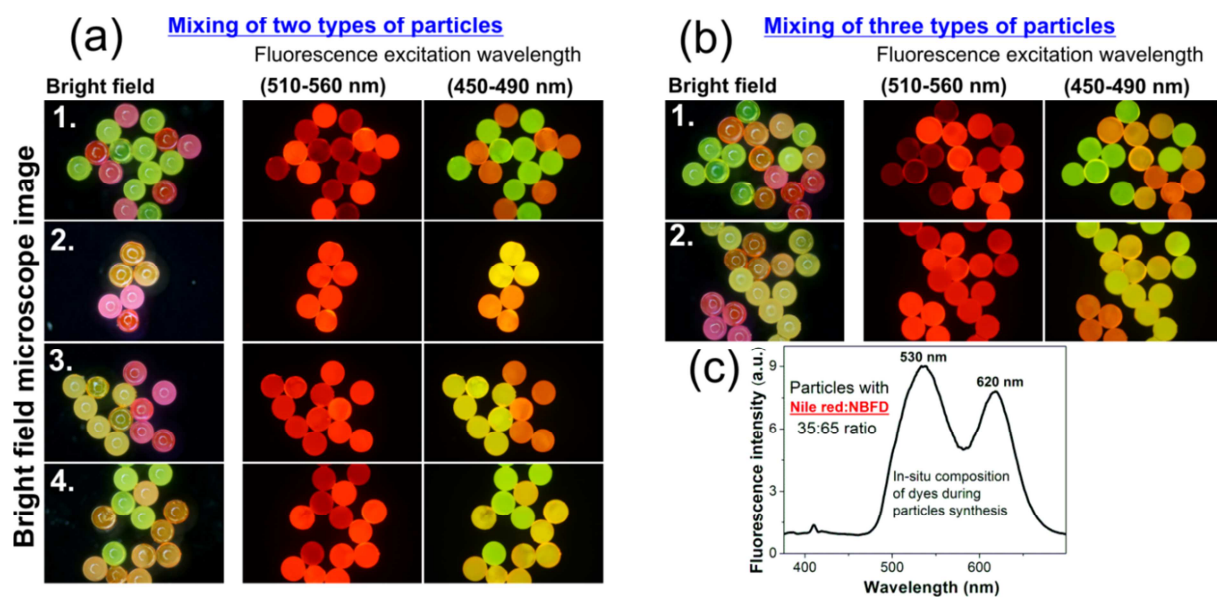 (a)
Mixing of two types of particles
Fluorescence excitation wavelength
Bright field
(510-560 nm)
(450-490 nm)
Bright field microscope image
1.
2.
3.
4.
(b)
Mixing of three types of particles
Fluorescence excitation wavelength
Bright field
(510-560 nm)
(450-490 nm)
1.
2.
(c)
530 nm
620 nm
Particles with
Nile red:NBFD
35:65 ratio
In-situ composition
of dyes during
particles synthesis
Fluorescence intensity (a.u.)
9
6
3
0
400
500
600
Wavelength (nm)